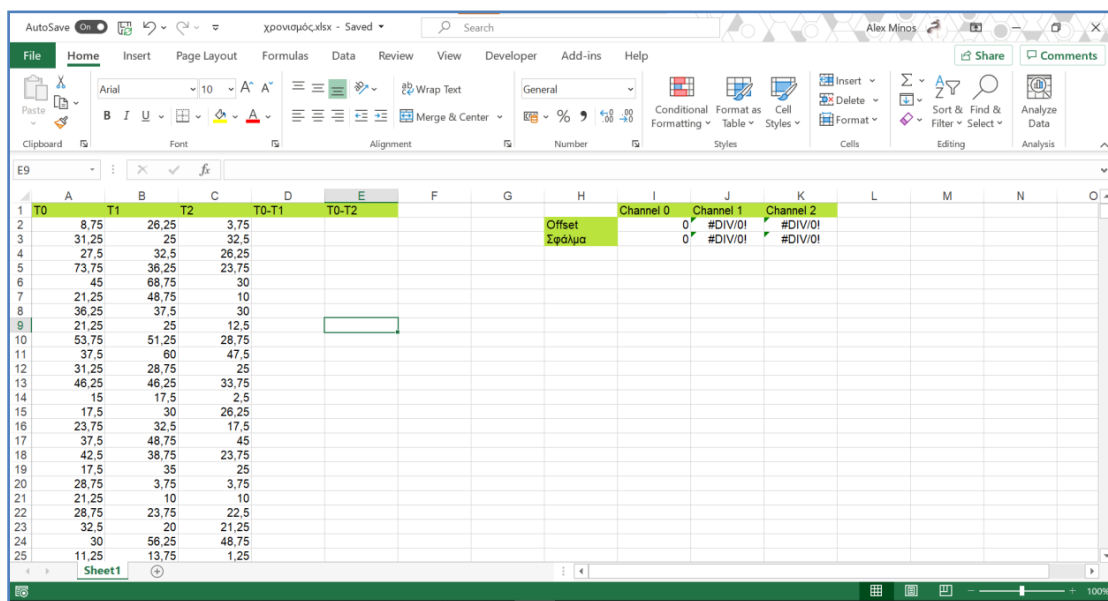 AutoSave On χρονισμός.xlsx - Saved Search Alex Minos
File Home Insert Page Layout Formulas Data Review View Developer Add-ins Help Share Comments
Paste
Arial 10 A^ A˅
B I U A
Wrap Text
Merge & Center
General
% 9
Conditional Formatting
Format as Table
Cell Styles
Insert
Delete
Format
Sort & Filter
Find & Select
Analyze Data
Clipboard Font Alignment Number Styles Cells Editing Analysis
E9 fx
A B C D E F G H I J K L M N O
1 T0 T1 T2 T0-T1 T0-T2 Channel 0 Channel 1 Channel 2
2 8,75 26,25 3,75 Offset 0 #DIV/0! #DIV/0!
3 31,25 25 32,5 Σφάλμα 0 #DIV/0! #DIV/0!
4 27,5 32,5 26,25
5 73,75 36,25 23,75
6 45 68,75 30
7 21,25 48,75 10
8 36,25 37,5 30
9 21,25 25 12,5
10 53,75 51,25 28,75
11 37,5 60 47,5
12 31,25 28,75 25
13 46,25 46,25 33,75
14 15 17,5 2,5
15 17,5 30 26,25
16 23,75 32,5 17,5
17 37,5 48,75 45
18 42,5 38,75 23,75
19 17,5 35 25
20 28,75 3,75 3,75
21 21,25 10 10
22 28,75 23,75 22,5
23 32,5 20 21,25
24 30 56,25 48,75
25 11,25 13,75 1,25
Sheet1
100%